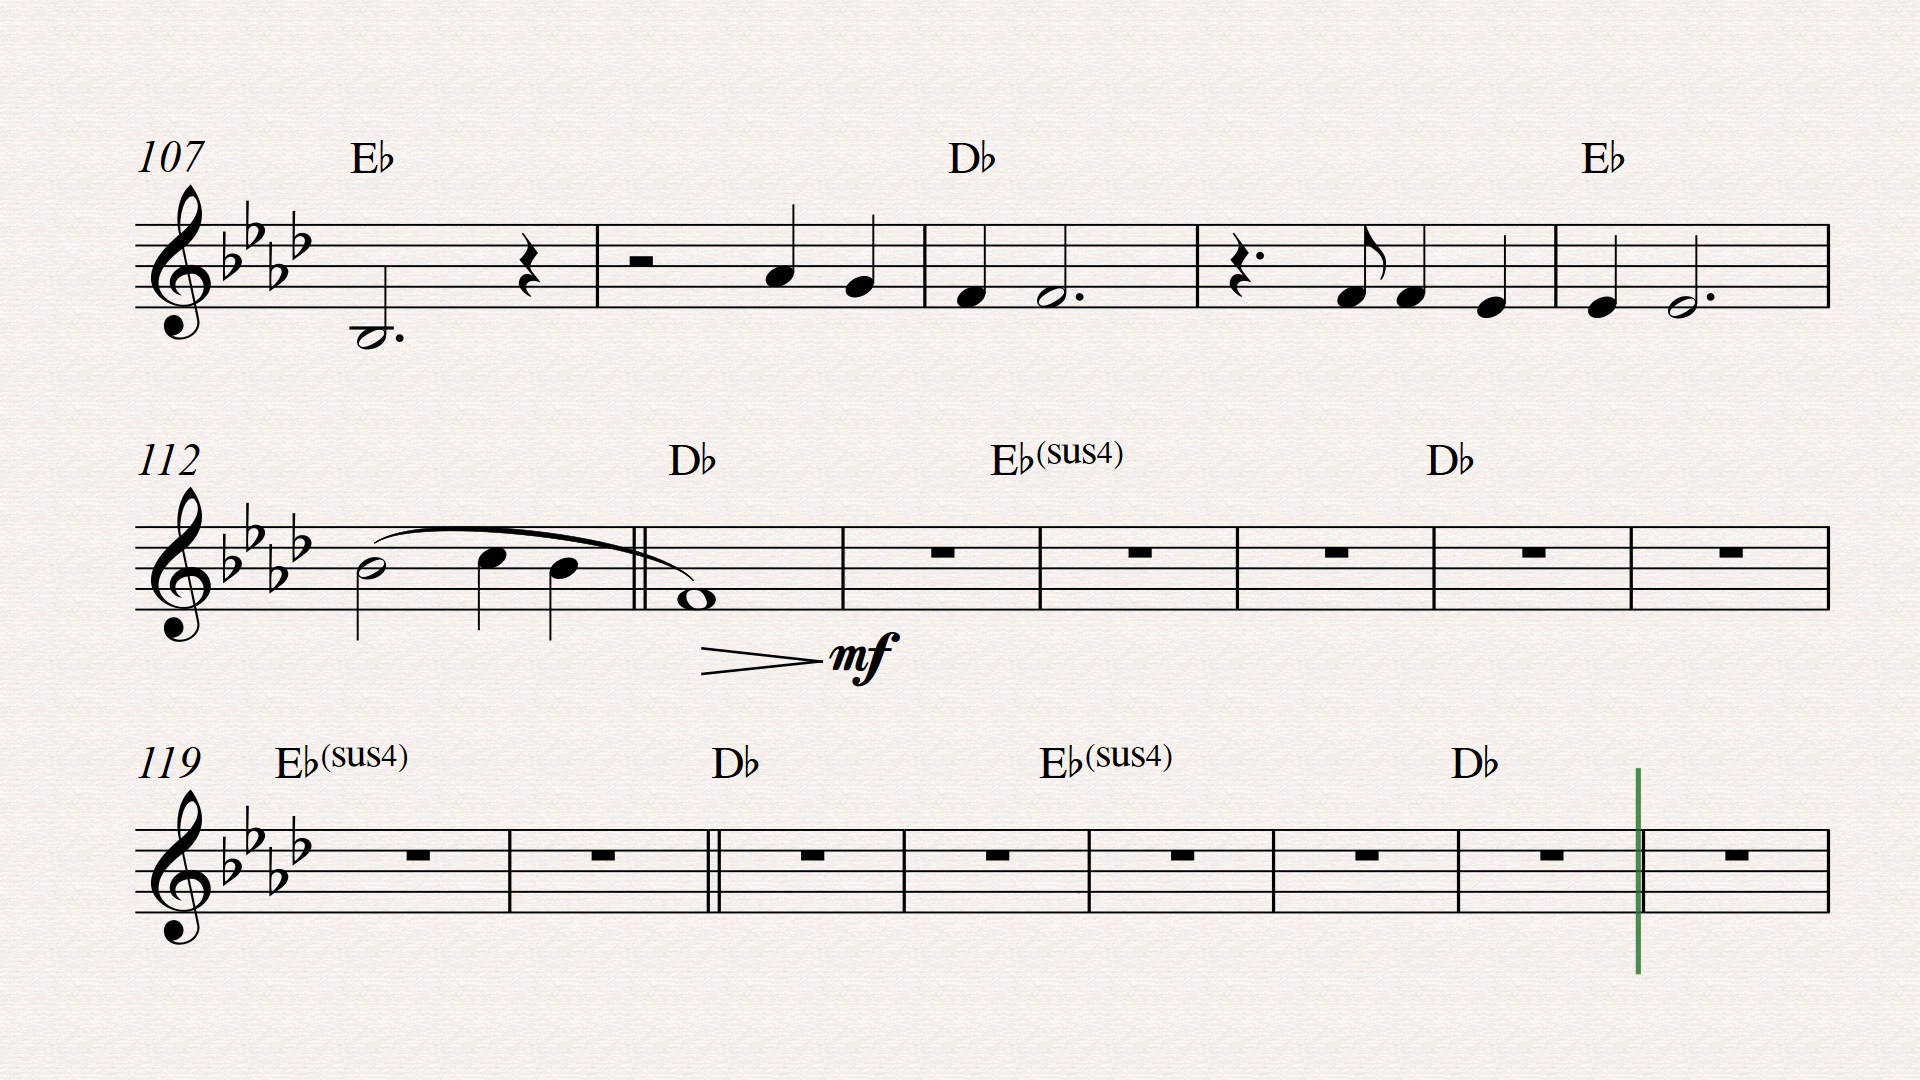 107 E♭ D♭ E♭
112 D♭ E♭(sus4) D♭
mf
119 E♭(sus4) D♭ E♭(sus4) D♭